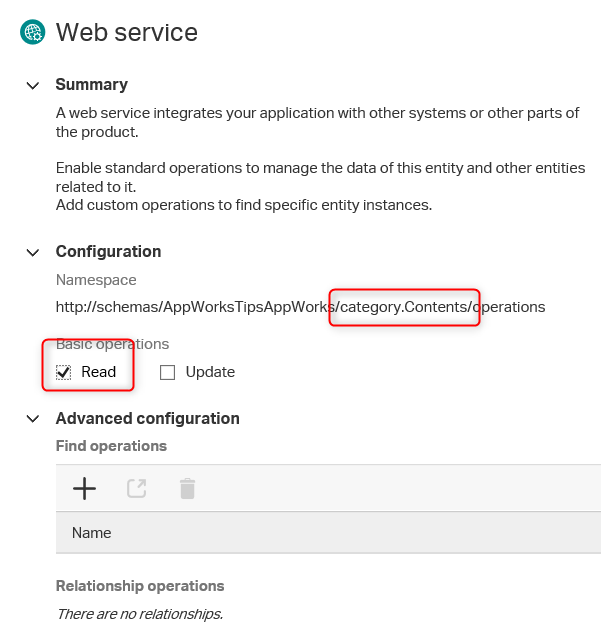 Web service
Summary
A web service integrates your application with other systems or other parts of
the product.
Enable standard operations to manage the data of this entity and other entities
related to it.
Add custom operations to find specific entity instances.
Configuration
Namespace
http://schemas/AppWorksTipsAppWorks/category.Contents/operations
Basic operations
Read Update
Advanced configuration
Find operations
Name
Relationship operations
There are no relationships.